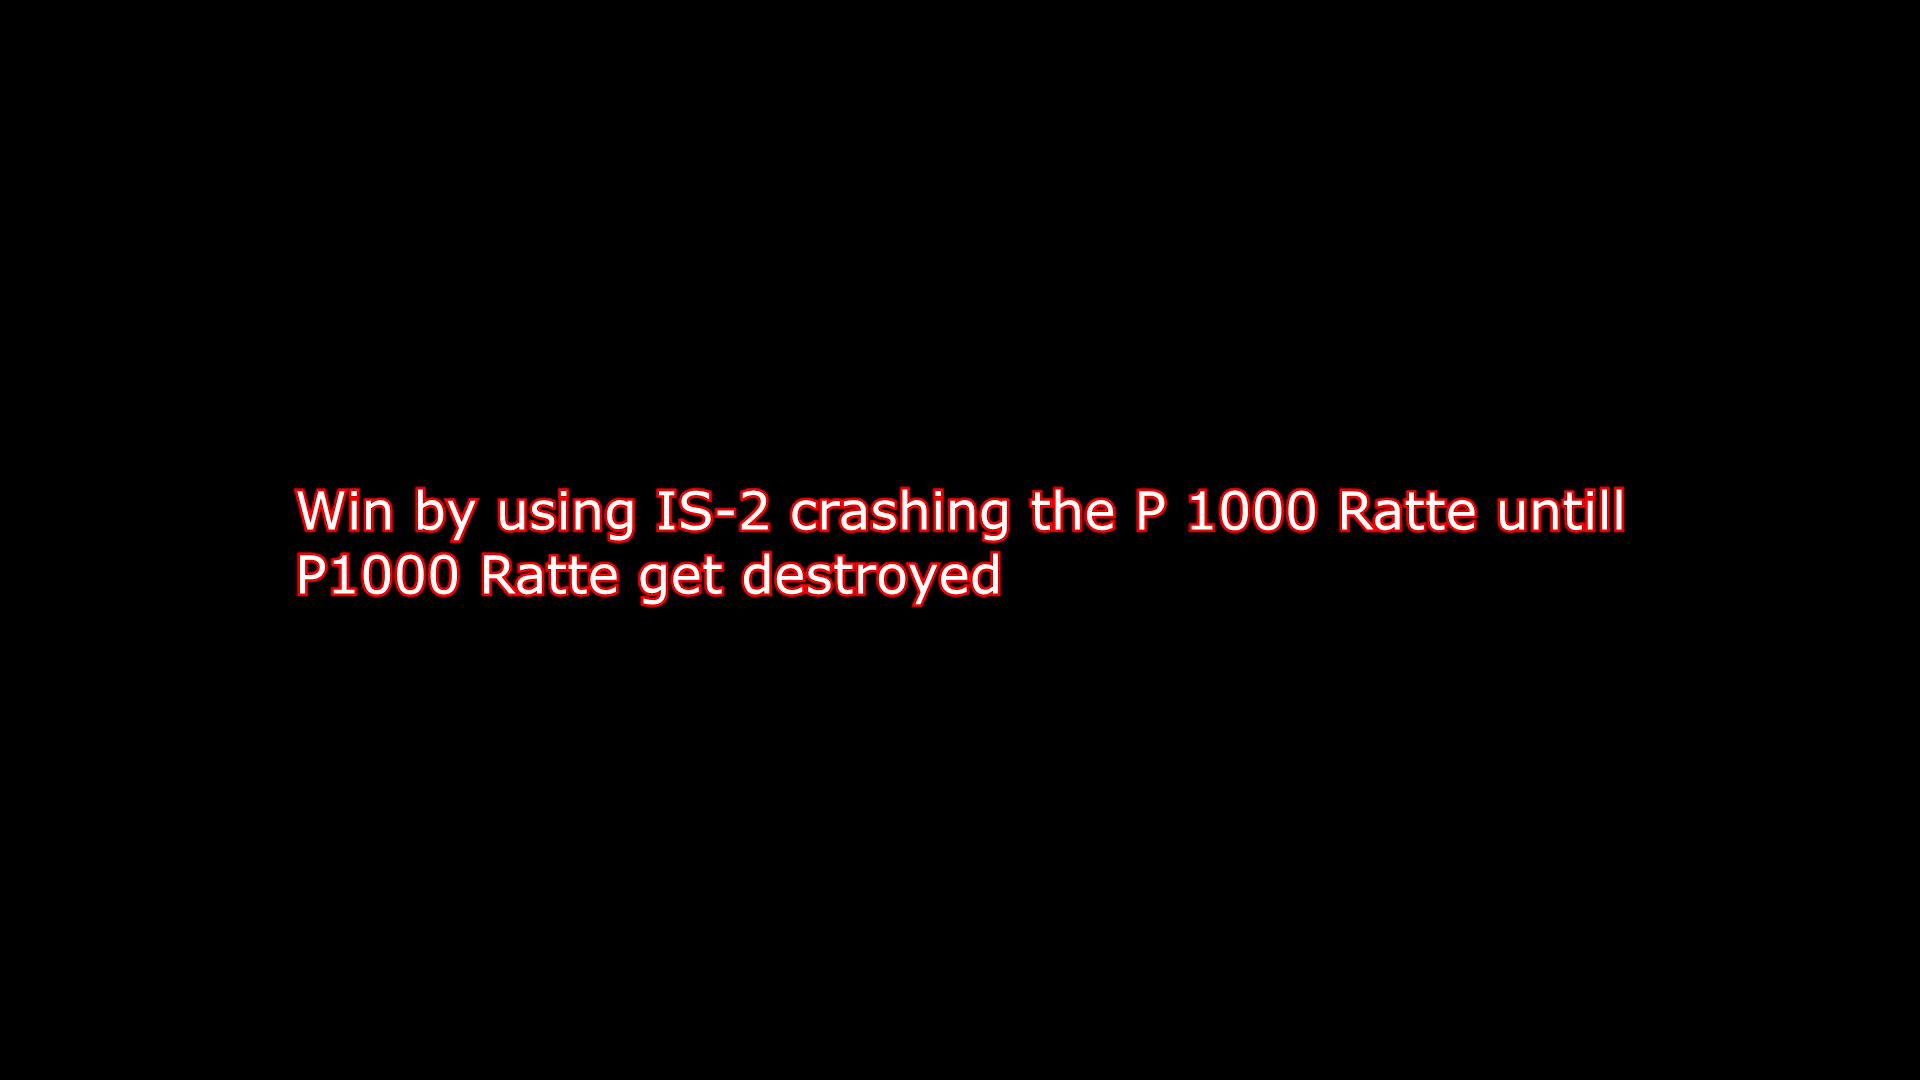 Win by using IS-2 crashing the P 1000 Ratte untill
P1000 Ratte get destroyed